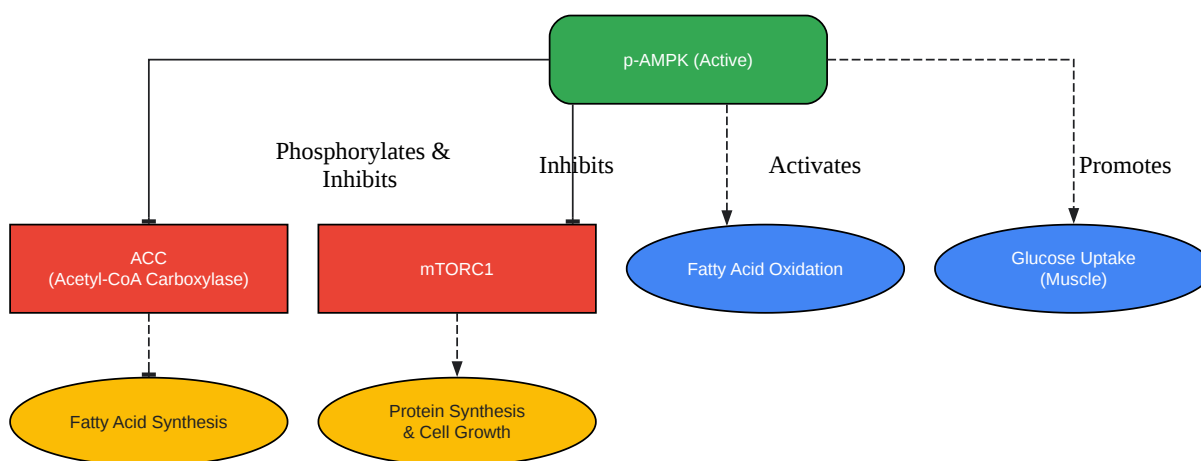 p-AMPK (Active)
Phosphorylates &
Inhibits
Inhibits
Activates
Promotes
ACC
(Acetyl-CoA Carboxylase)
mTORC1
Fatty Acid Oxidation
Glucose Uptake
(Muscle)
Fatty Acid Synthesis
Protein Synthesis
& Cell Growth